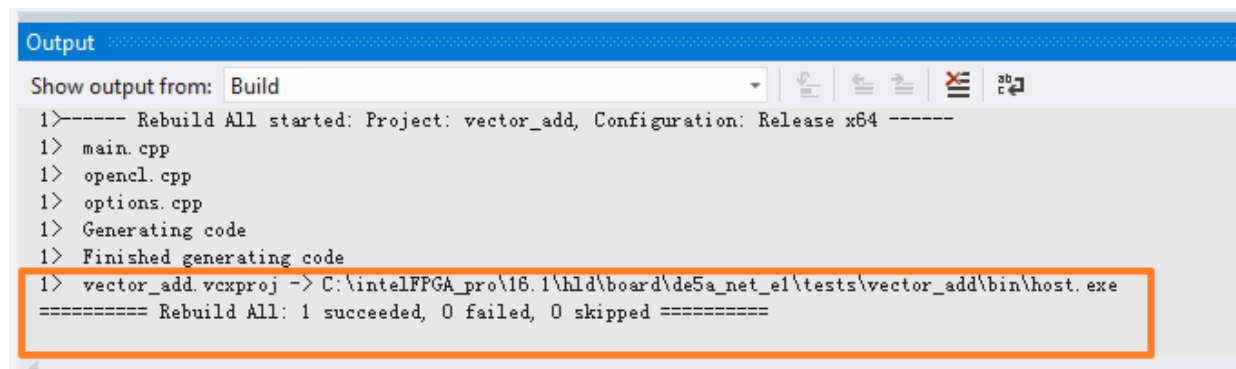 Output
Show output from: Build
1>------ Rebuild All started: Project: vector_add, Configuration: Release x64 ------
1> main.cpp
1> opencl.cpp
1> options.cpp
1> Generating code
1> Finished generating code
1> vector_add.vcxproj -> C:\intelFPGA_pro\16.1\hld\board\de5a_net_e1\tests\vector_add\bin\host.exe
========== Rebuild All: 1 succeeded, 0 failed, 0 skipped ==========